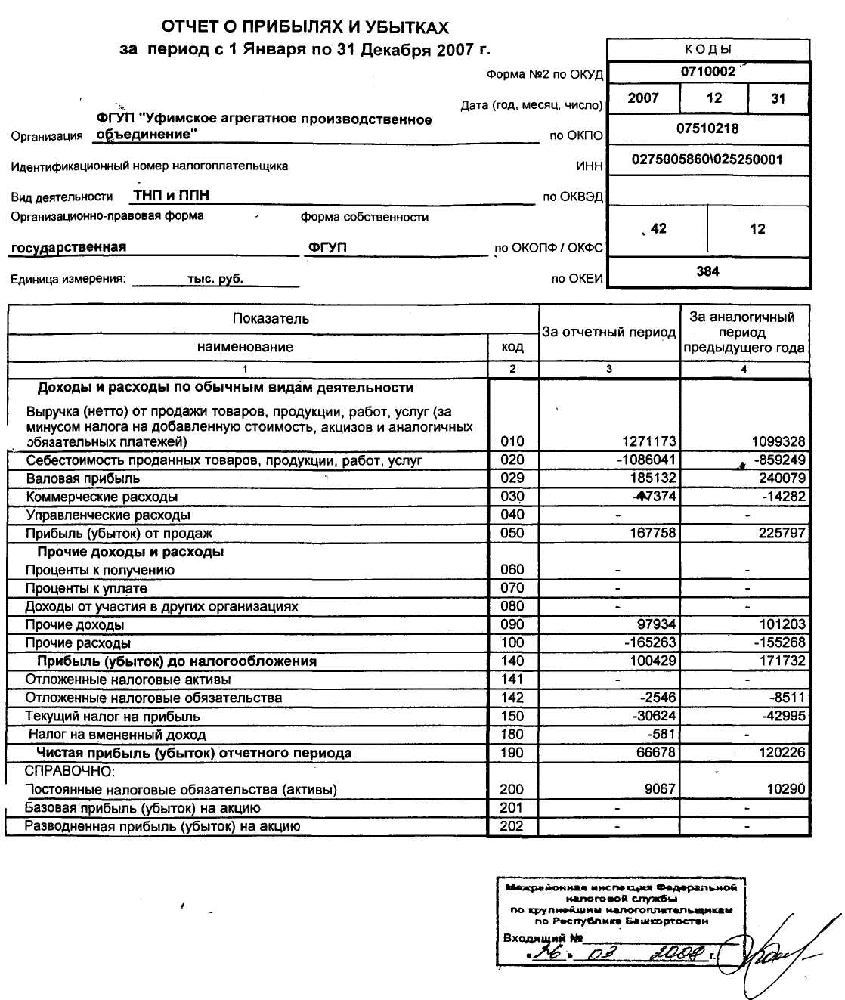 ОТЧЕТ О ПРИБЫЛЯХ И УБЫТКАХ
за период с 1 Января по 31 Декабря 2007 г.
КОДЫ
Форма №2 по ОКУД 0710002
Дата (год, месяц, число) 2007 12 31
ФГУП "Уфимское агрегатное производственное
Организация объединение" по ОКПО 07510218
Идентификационный номер налогоплательщика ИНН 0275005860\025250001
Вид деятельности ТНП и ППН по ОКВЭД
Организационно-правовая форма форма собственности
государственная ФГУП по ОКОПФ / ОКФС 42 12
Единица измерения: тыс. руб. по ОКЕИ 384
Показатель За отчетный период За аналогичный период предыдущего года
наименование код
1 2 3 4
Доходы и расходы по обычным видам деятельности
Выручка (нетто) от продажи товаров, продукции, работ, услуг (за
минусом налога на добавленную стоимость, акцизов и аналогичных
обязательных платежей) 010 1271173 1099328
Себестоимость проданных товаров, продукции, работ, услуг 020 -1086041 -859249
Валовая прибыль 029 185132 240079
Коммерческие расходы 030 -17374 -14282
Управленческие расходы 040 - -
Прибыль (убыток) от продаж 050 167758 225797
Прочие доходы и расходы
Проценты к получению 060 - -
Проценты к уплате 070 - -
Доходы от участия в других организациях 080 - -
Прочие доходы 090 97934 101203
Прочие расходы 100 -165263 -155268
Прибыль (убыток) до налогообложения 140 100429 171732
Отложенные налоговые активы 141 - -
Отложенные налоговые обязательства 142 -2546 -8511
Текущий налог на прибыль 150 -30624 -42995
Налог на вмененный доход 180 -581 -
Чистая прибыль (убыток) отчетного периода 190 66678 120226
СПРАВОЧНО:
Постоянные налоговые обязательства (активы) 200 9067 10290
Базовая прибыль (убыток) на акцию 201 - -
Разводненная прибыль (убыток) на акцию 202 - -
Межрайонная инспекция Федеральной
налоговой службы
по крупнейшим налогоплательщикам
по Республике Башкортостан
Входящий №
«26» 03 2008 г.